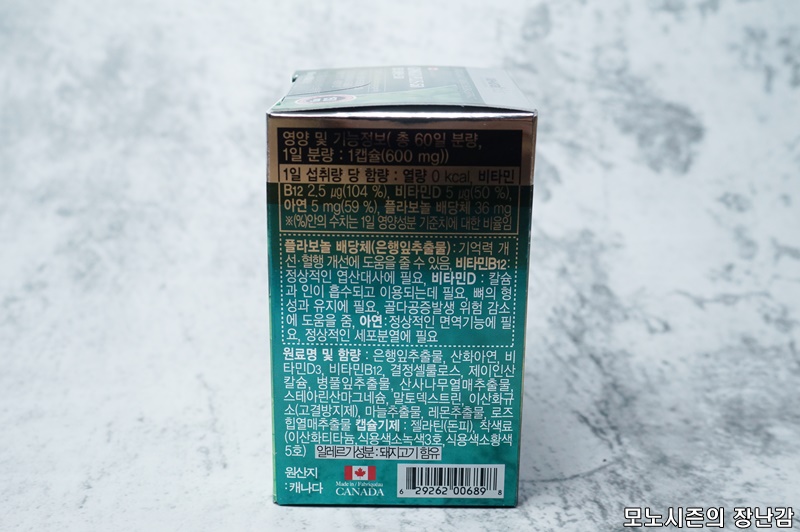 영양 및 기능정보( 총 60일 분량,
1일 분량 : 1캡슐(600 mg))
1일 섭취량 당 함량 : 열량 0 kcal, 비타민
B12 2.5 μg(104 %), 비타민D 5 μg(50 %),
아연 5 mg(59 %), 플라보놀 배당체 36 mg
※(%)안의 수치는 1일 영양성분 기준치에 대한 비율임
플라보놀 배당체(은행잎추출물) : 기억력 개
선·혈행 개선에 도움을 줄 수 있음, 비타민B12:
정상적인 엽산대사에 필요, 비타민D : 칼슘
과 인이 흡수되고 이용되는데 필요, 뼈의 형
성과 유지에 필요, 골다공증발생 위험 감소
에 도움을 줌, 아연:정상적인 면역기능에 필
요, 정상적인 세포분열에 필요
원료명 및 함량 : 은행잎추출물, 산화아연, 비
타민D3, 비타민B12, 결정셀룰로스, 제이인산
칼슘, 병풀잎추출물, 산사나무열매추출물,
스테아린산마그네슘, 말토덱스트린, 이산화규
소(고결방지제), 마늘추출물, 레몬추출물, 로즈
힙열매추출물 캡슐기제 : 젤라틴(돈피), 착색료
(이산화티타늄 식용색소녹색3호, 식용색소황색
5호) 알레르기성분 : 돼지고기 함유
원산지
: 캐나다
Made in / Fabriqué au
CANADA
6 29262 00689 8
모노시즌의 장난감